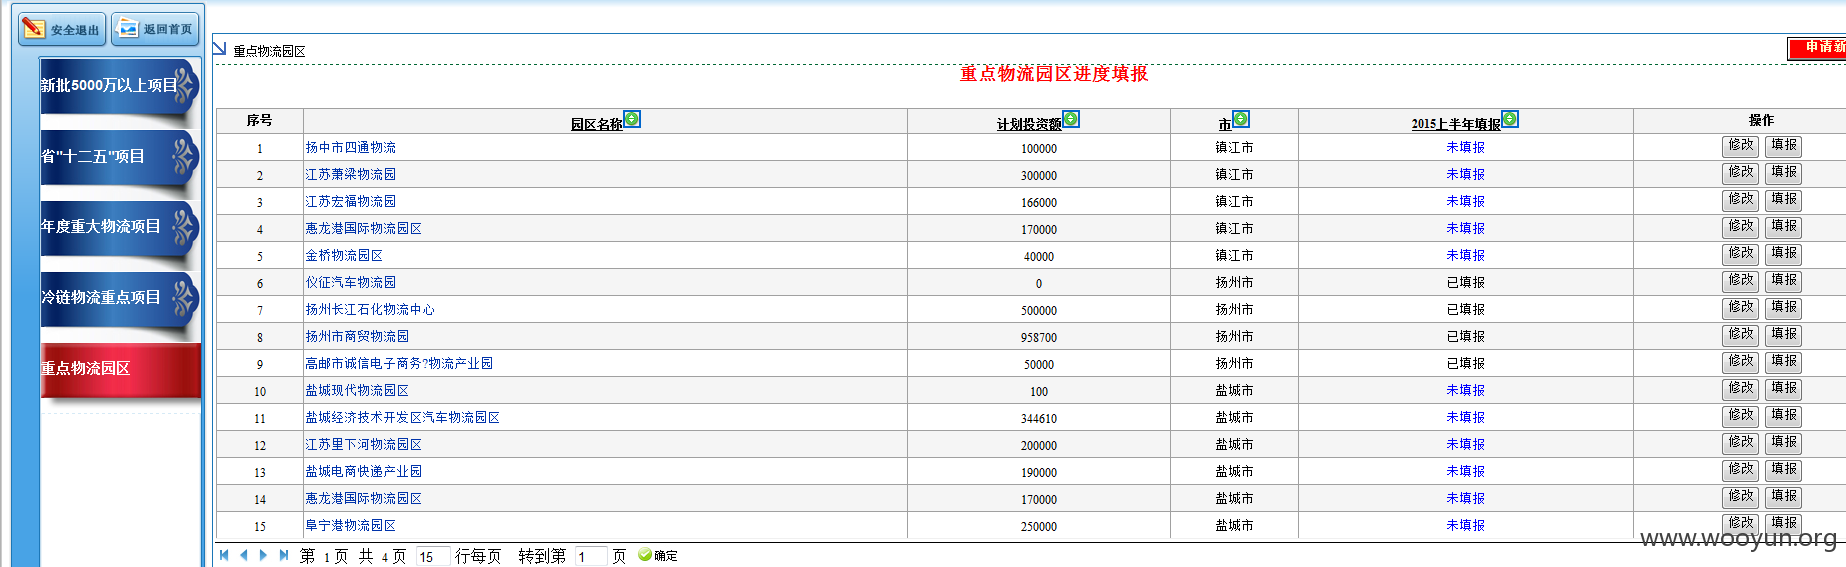 安全退出 返回首页
新批5000万以上项目
省"十二五"项目
年度重大物流项目
冷链物流重点项目
重点物流园区
重点物流园区
申请新
重点物流园区进度填报
序号 园区名称 计划投资额 市 2015上半年填报 操作
1 扬中市四通物流 100000 镇江市 未填报 修改 填报
2 江苏萧梁物流园 300000 镇江市 未填报 修改 填报
3 江苏宏福物流园 166000 镇江市 未填报 修改 填报
4 惠龙港国际物流园区 170000 镇江市 未填报 修改 填报
5 金桥物流园区 40000 镇江市 未填报 修改 填报
6 仪征汽车物流园 0 扬州市 已填报 修改 填报
7 扬州长江石化物流中心 500000 扬州市 已填报 修改 填报
8 扬州市商贸物流园 958700 扬州市 已填报 修改 填报
9 高邮市诚信电子商务?物流产业园 50000 扬州市 已填报 修改 填报
10 盐城现代物流园区 100 盐城市 未填报 修改 填报
11 盐城经济技术开发区汽车物流园区 344610 盐城市 未填报 修改 填报
12 江苏里下河物流园区 200000 盐城市 未填报 修改 填报
13 盐城电商快递产业园 190000 盐城市 未填报 修改 填报
14 惠龙港国际物流园区 170000 盐城市 未填报 修改 填报
15 阜宁港物流园区 250000 盐城市 未填报 修改 填报
第 1 页 共 4 页 15 行每页 转到第 1 页 确定
www.wooyun.org